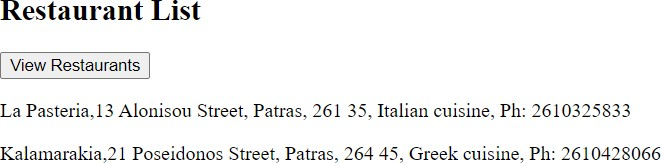 Restaurant List
View Restaurants
La Pasteria,13 Alonisou Street, Patras, 261 35, Italian cuisine, Ph: 2610325833
Kalamarakia,21 Poseidonos Street, Patras, 264 45, Greek cuisine, Ph: 2610428066